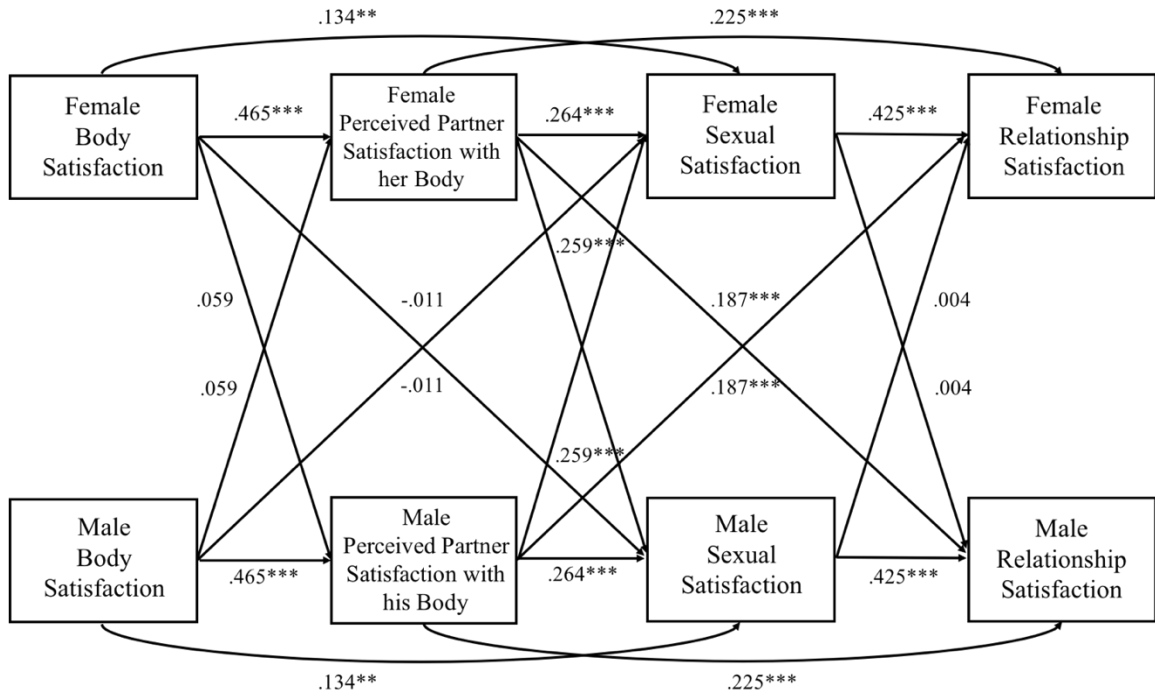 .134**
.225***
Female
Body
Satisfaction
.465***
Female
Perceived Partner
Satisfaction with
her Body
.264***
Female
Sexual
Satisfaction
.425***
Female
Relationship
Satisfaction
.259***
.059
-.011
.187***
.004
.059
-.011
.187***
.004
.259***
Male
Body
Satisfaction
.465***
Male
Perceived Partner
Satisfaction with
his Body
.264***
Male
Sexual
Satisfaction
.425***
Male
Relationship
Satisfaction
.134**
.225***